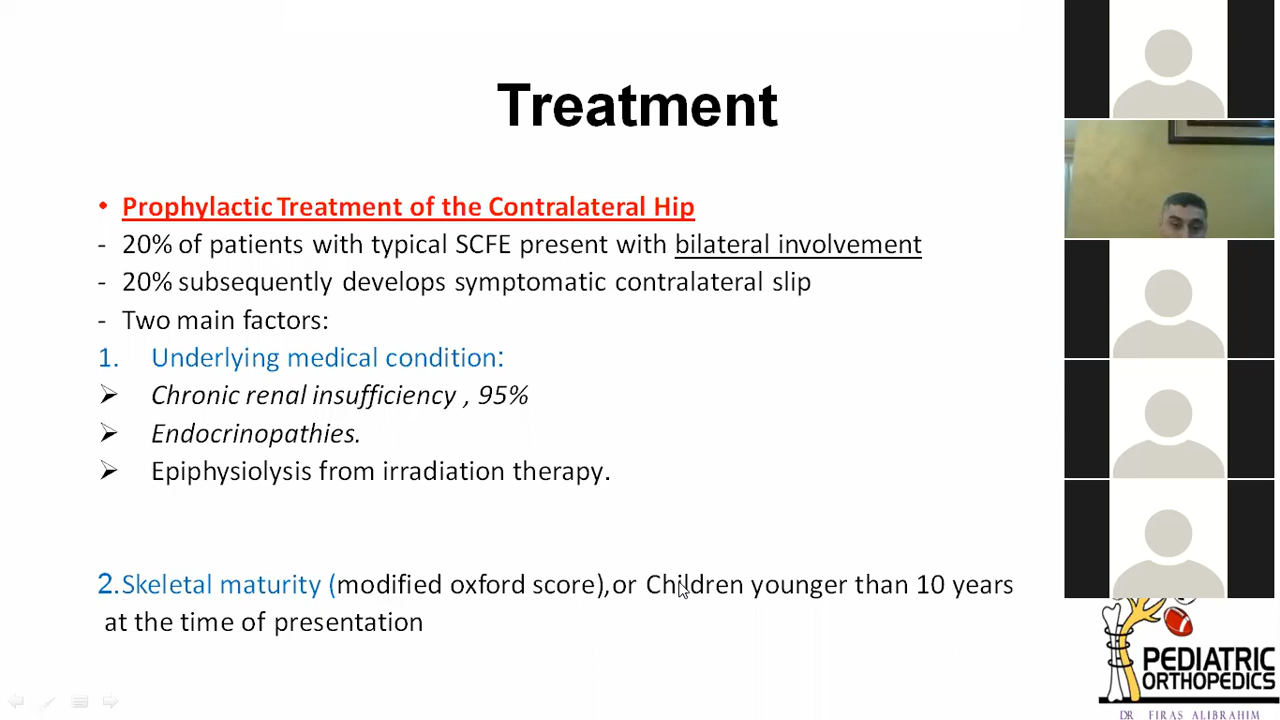 Treatment
• Prophylactic Treatment of the Contralateral Hip
- 20% of patients with typical SCFE present with bilateral involvement
- 20% subsequently develops symptomatic contralateral slip
- Two main factors:
1. Underlying medical condition:
➢ Chronic renal insufficiency , 95%
➢ Endocrinopathies.
➢ Epiphysiolysis from irradiation therapy.
2.Skeletal maturity (modified oxford score),or Children younger than 10 years
at the time of presentation
PEDIATRIC
ORTHOPEDICS
DR FIRAS ALIBRAHIM